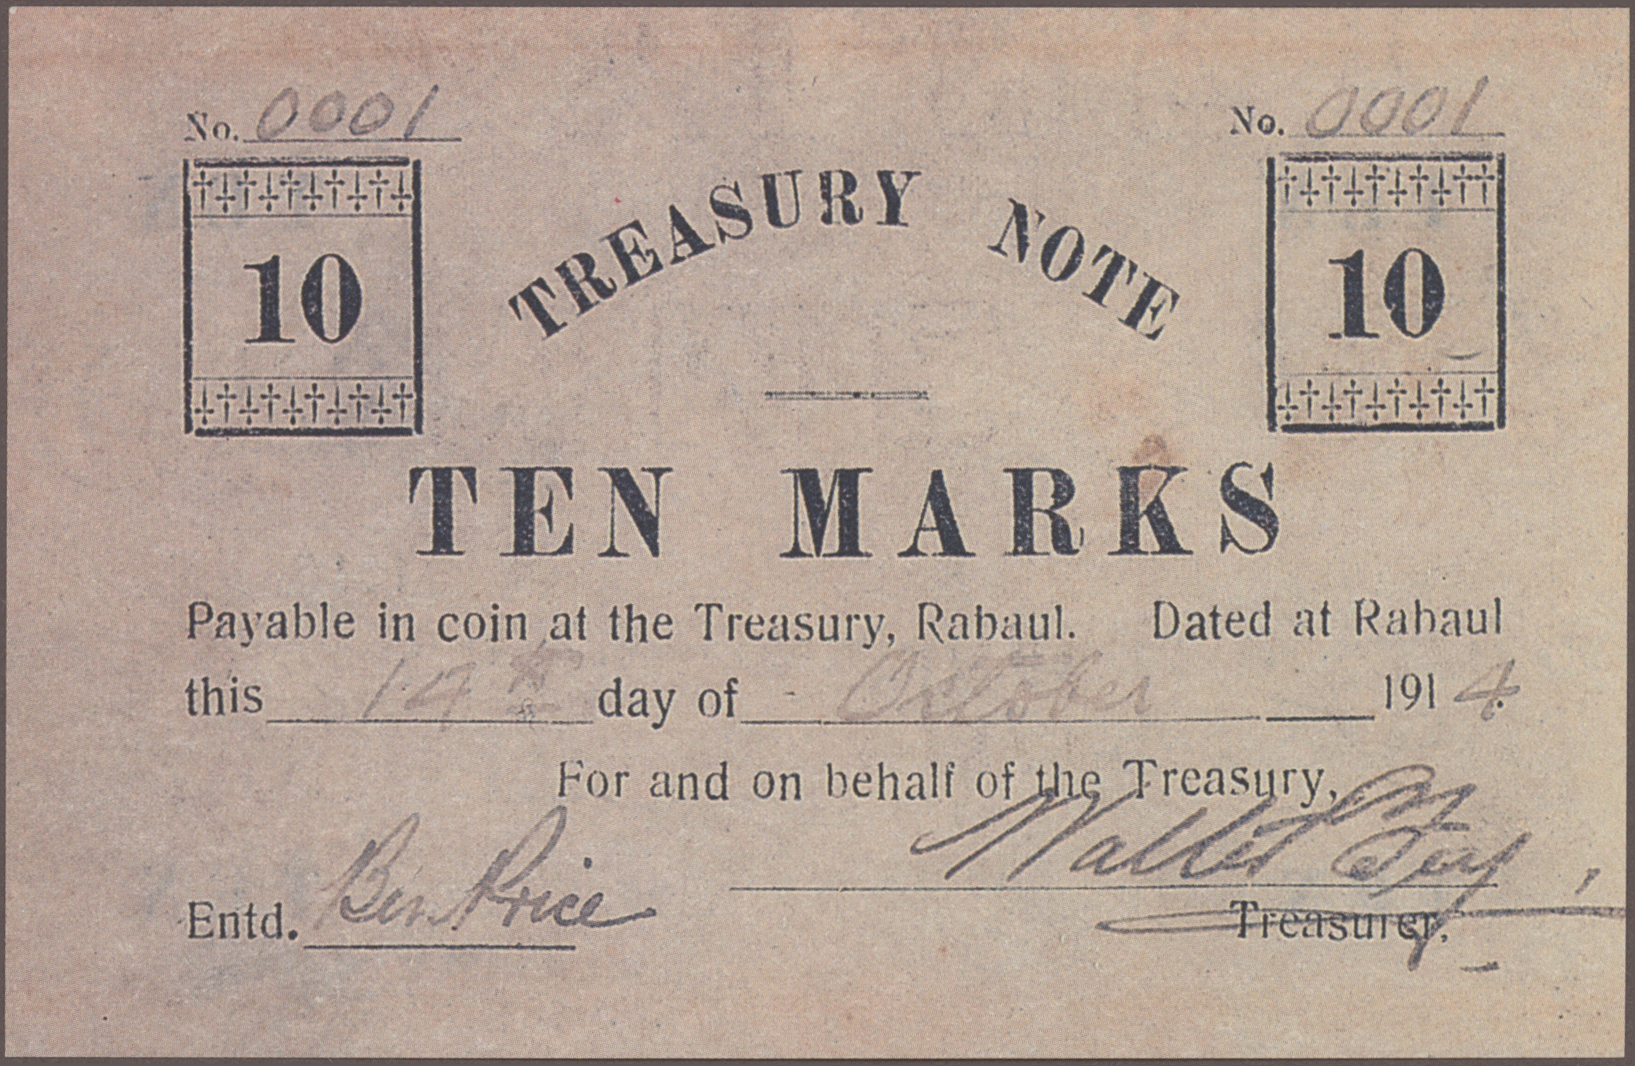 No. 0001
No. 0001
10
TREASURY NOTE
10
TEN MARKS
Payable in coin at the Treasury, Rabaul. Dated at Rabaul
this 14th day of October 1914.
For and on behalf of the Treasury,
Entd. Ben Price
Treasurer.